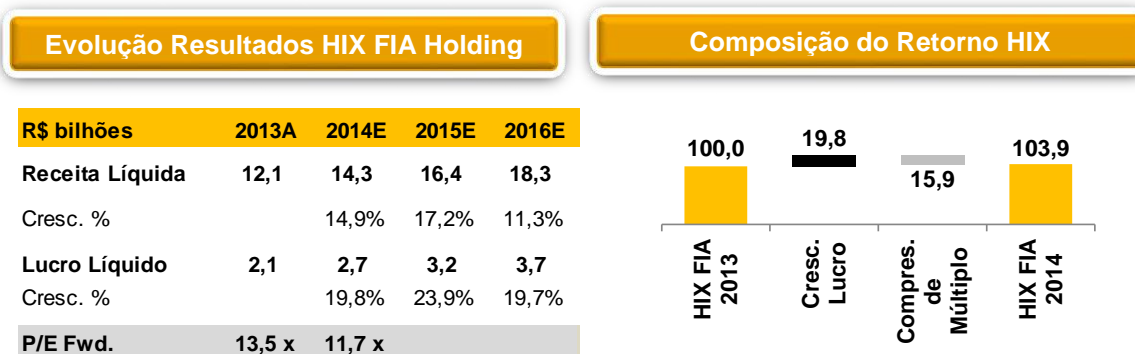 Evolução Resultados HIX FIA Holding
R$ bilhões 2013A 2014E 2015E 2016E
Receita Líquida 12,1 14,3 16,4 18,3
Cresc. % 14,9% 17,2% 11,3%
Lucro Líquido 2,1 2,7 3,2 3,7
Cresc. % 19,8% 23,9% 19,7%
P/E Fwd. 13,5 x 11,7 x
Composição do Retorno HIX
100,0
19,8
15,9
103,9
HIX FIA
2013
Cresc.
Lucro
Compres.
de
Múltiplo
HIX FIA
2014